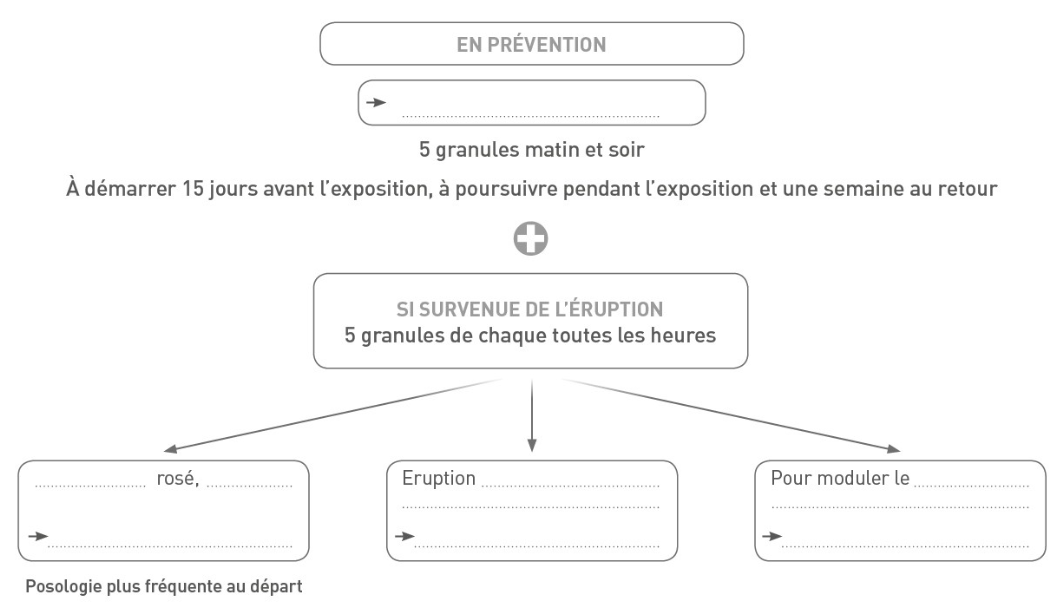 EN PRÉVENTION
5 granules matin et soir
À démarrer 15 jours avant l'exposition, à poursuivre pendant l'exposition et une semaine au retour
SI SURVENUE DE L'ÉRUPTION
5 granules de chaque toutes les heures
rosé,
Eruption
Pour moduler le
Posologie plus fréquente au départ